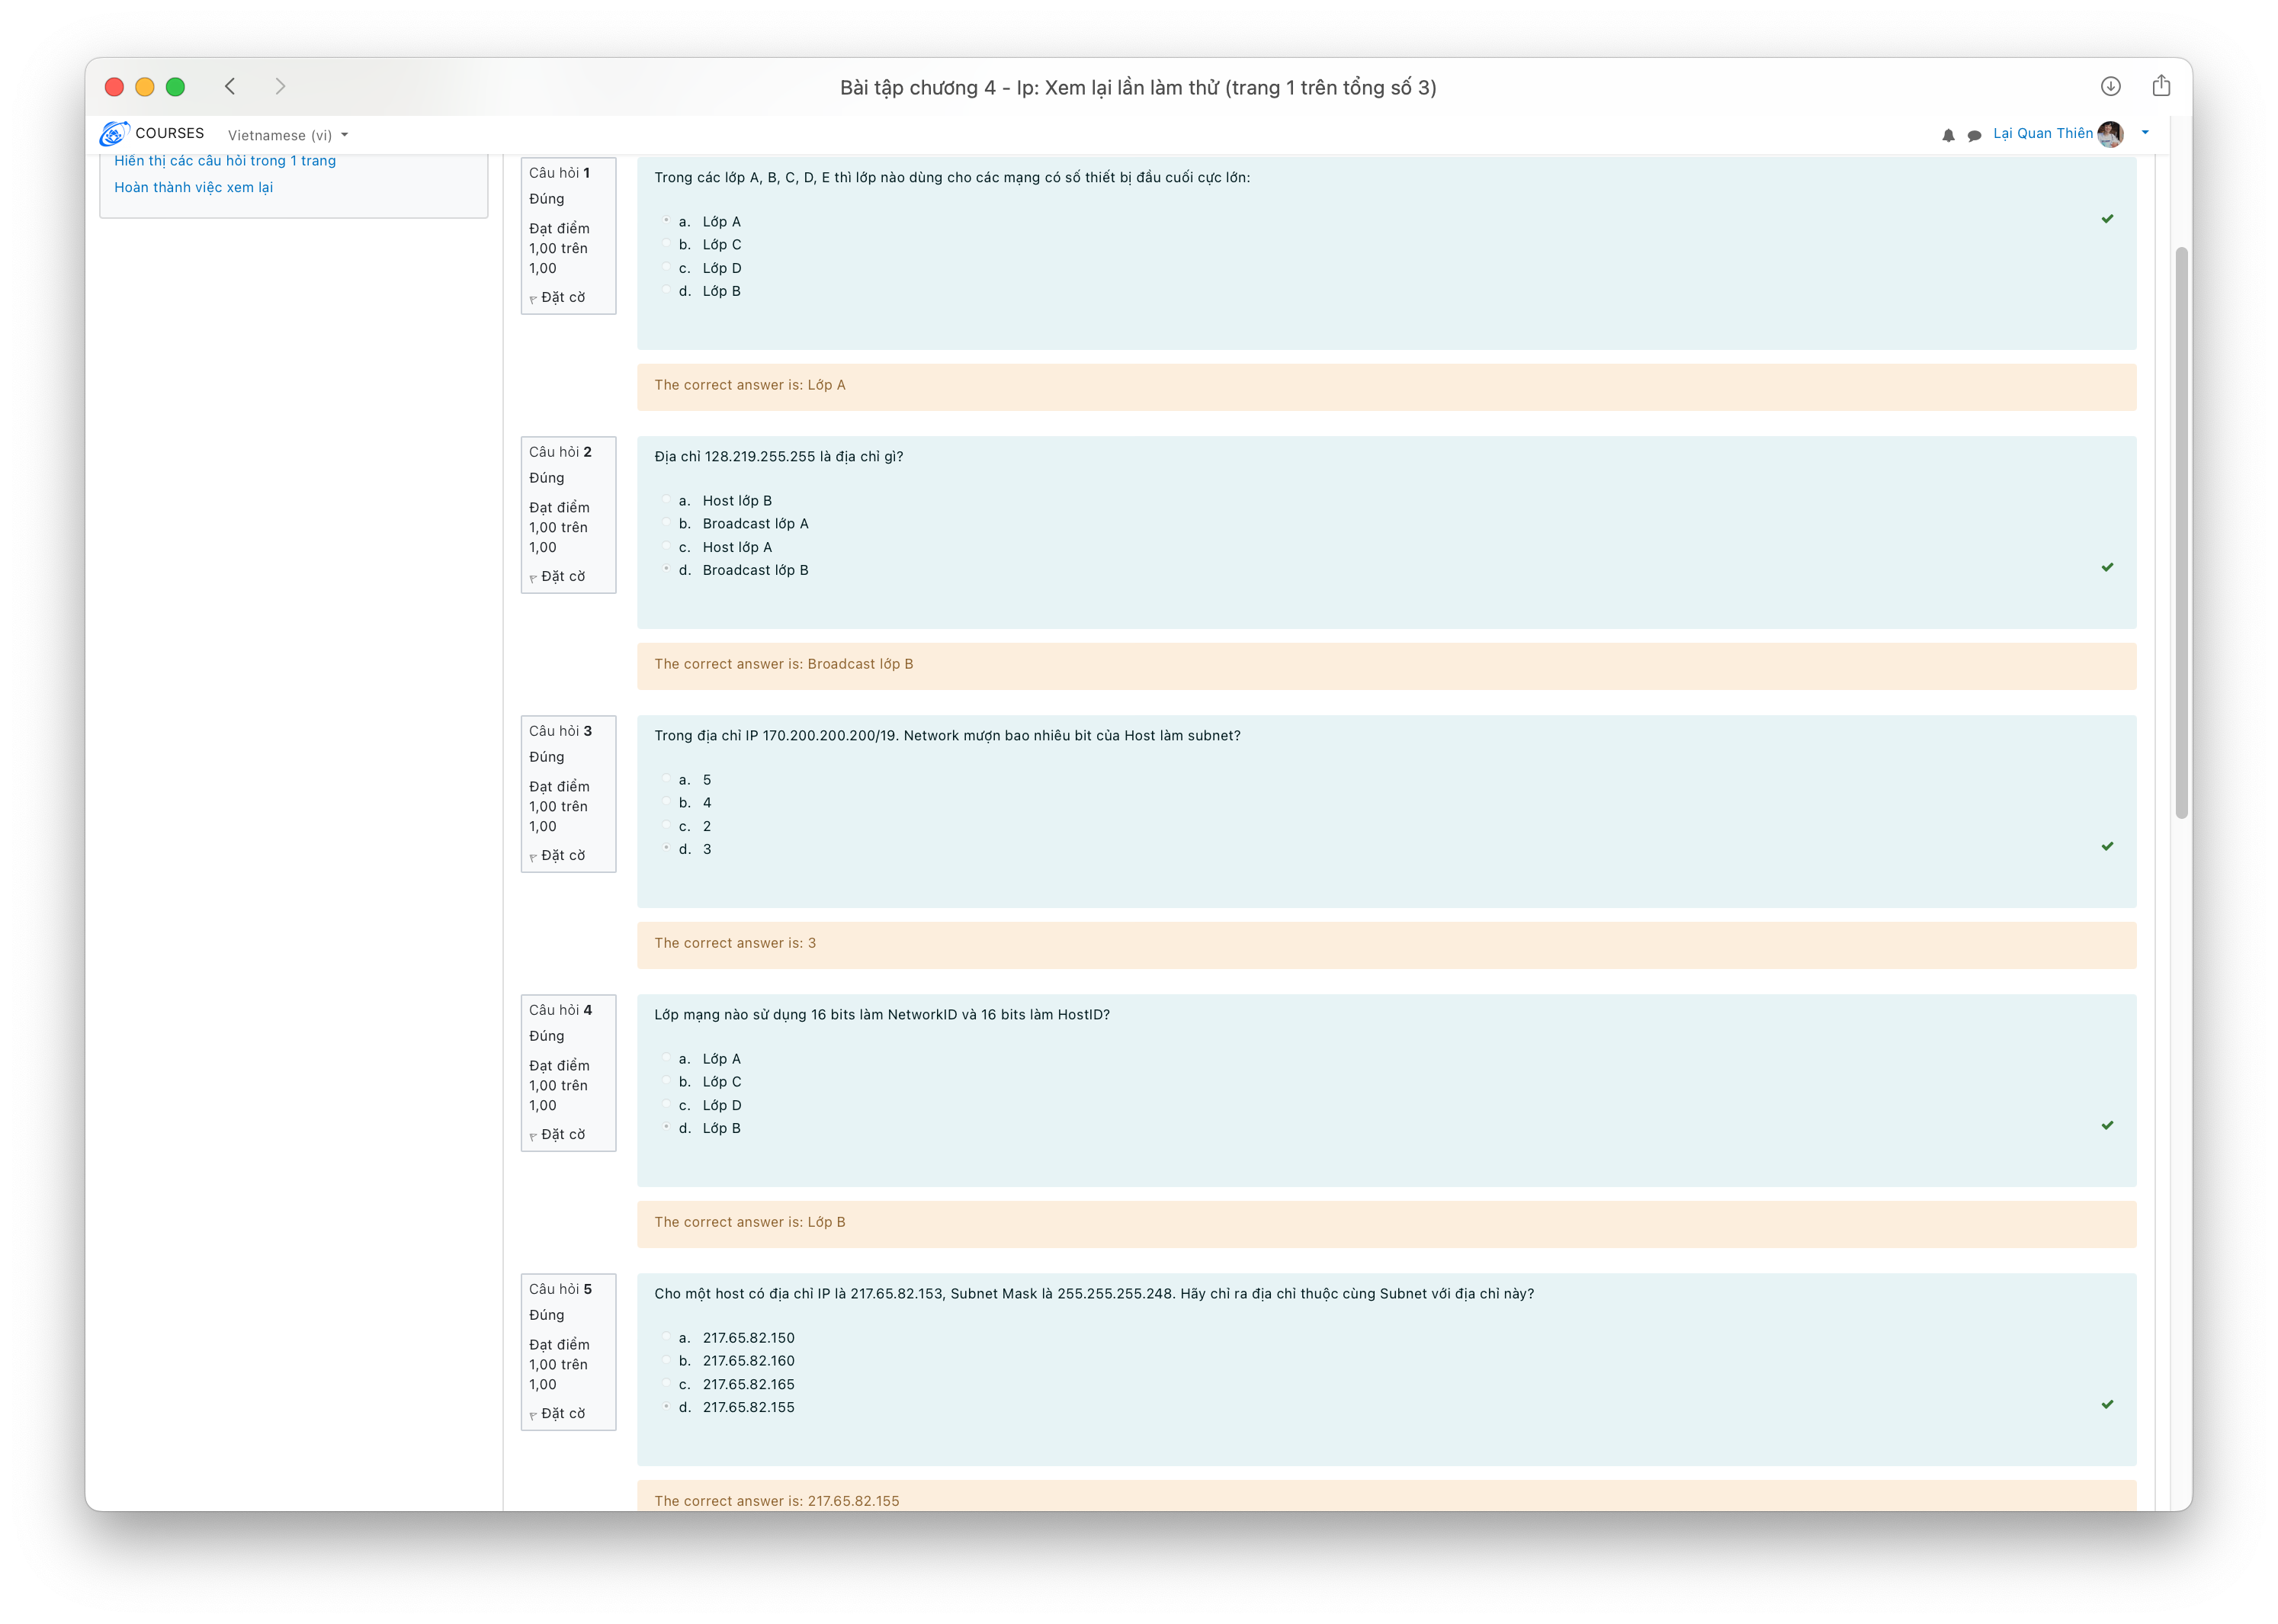 Bài tập chương 4 - Ip: Xem lại lần làm thử (trang 1 trên tổng số 3)
COURSES
Vietnamese (vi)
Lại Quan Thiên
Hiển thị các câu hỏi trong 1 trang
Hoàn thành việc xem lại
Câu hỏi 1
Đúng
Đạt điểm
1,00 trên
1,00
Đặt cờ
Trong các lớp A, B, C, D, E thì lớp nào dùng cho các mạng có số thiết bị đầu cuối cực lớn:
a. Lớp A
b. Lớp C
c. Lớp D
d. Lớp B
The correct answer is: Lớp A
Câu hỏi 2
Đúng
Đạt điểm
1,00 trên
1,00
Đặt cờ
Địa chỉ 128.219.255.255 là địa chỉ gì?
a. Host lớp B
b. Broadcast lớp A
c. Host lớp A
d. Broadcast lớp B
The correct answer is: Broadcast lớp B
Câu hỏi 3
Đúng
Đạt điểm
1,00 trên
1,00
Đặt cờ
Trong địa chỉ IP 170.200.200.200/19. Network mượn bao nhiêu bit của Host làm subnet?
a. 5
b. 4
c. 2
d. 3
The correct answer is: 3
Câu hỏi 4
Đúng
Đạt điểm
1,00 trên
1,00
Đặt cờ
Lớp mạng nào sử dụng 16 bits làm NetworkID và 16 bits làm HostID?
a. Lớp A
b. Lớp C
c. Lớp D
d. Lớp B
The correct answer is: Lớp B
Câu hỏi 5
Đúng
Đạt điểm
1,00 trên
1,00
Đặt cờ
Cho một host có địa chỉ IP là 217.65.82.153, Subnet Mask là 255.255.255.248. Hãy chỉ ra địa chỉ thuộc cùng Subnet với địa chỉ này?
a. 217.65.82.150
b. 217.65.82.160
c. 217.65.82.165
d. 217.65.82.155
The correct answer is: 217.65.82.155